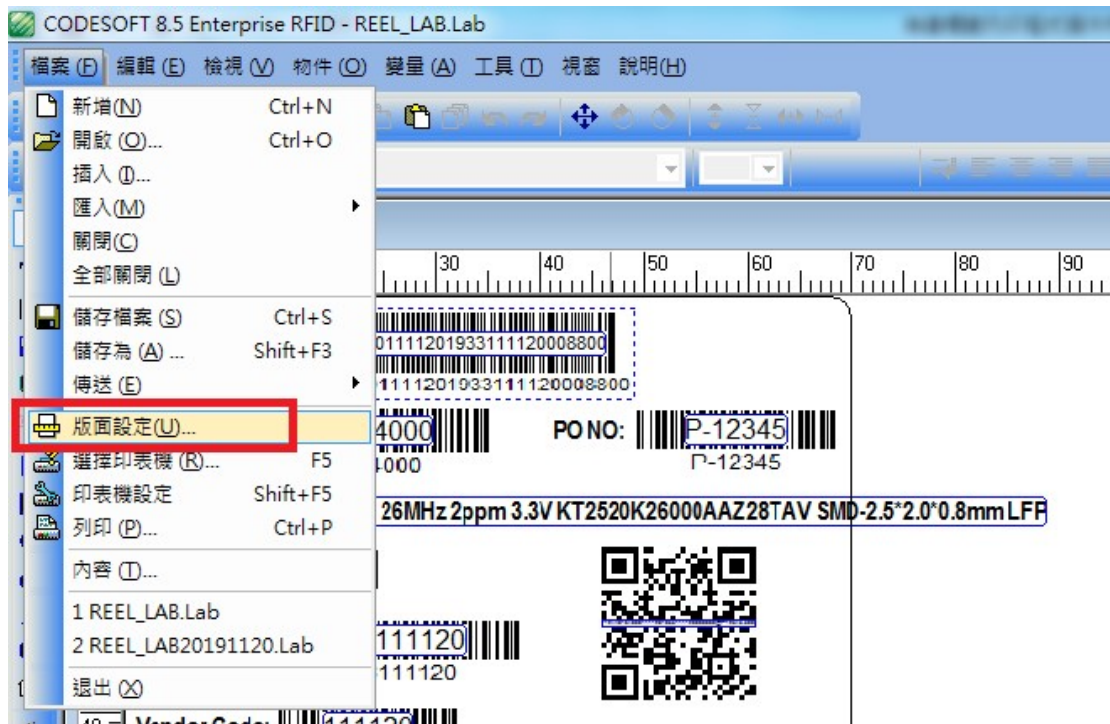 CODESOFT 8.5 Enterprise RFID - REEL_LAB.Lab
檔案 (F) 編輯 (E) 檢視 (V) 物件 (O) 變量 (A) 工具 (T) 視窗 說明(H)
新增(N) Ctrl+N
開啟 (O)... Ctrl+O
插入 (I)...
匯入(M)
關閉(C)
全部關閉 (L)
儲存檔案 (S) Ctrl+S
儲存為 (A) ... Shift+F3
傳送 (E)
版面設定(U)...
選擇印表機 (R)... F5
印表機設定 Shift+F5
列印 (P)... Ctrl+P
內容 (I)...
1 REEL_LAB.Lab
2 REEL_LAB20191120.Lab
退出 (X)
30 40 50 60 70 80 90
01111201933111120008800
111201933111120008800
4000 PO NO: P-12345
4000 P-12345
26MHz 2ppm 3.3V KT2520K26000AAZ28TAV SMD-2.5*2.0*0.8mm LFP
111120
111120
Vendor Code: 111120